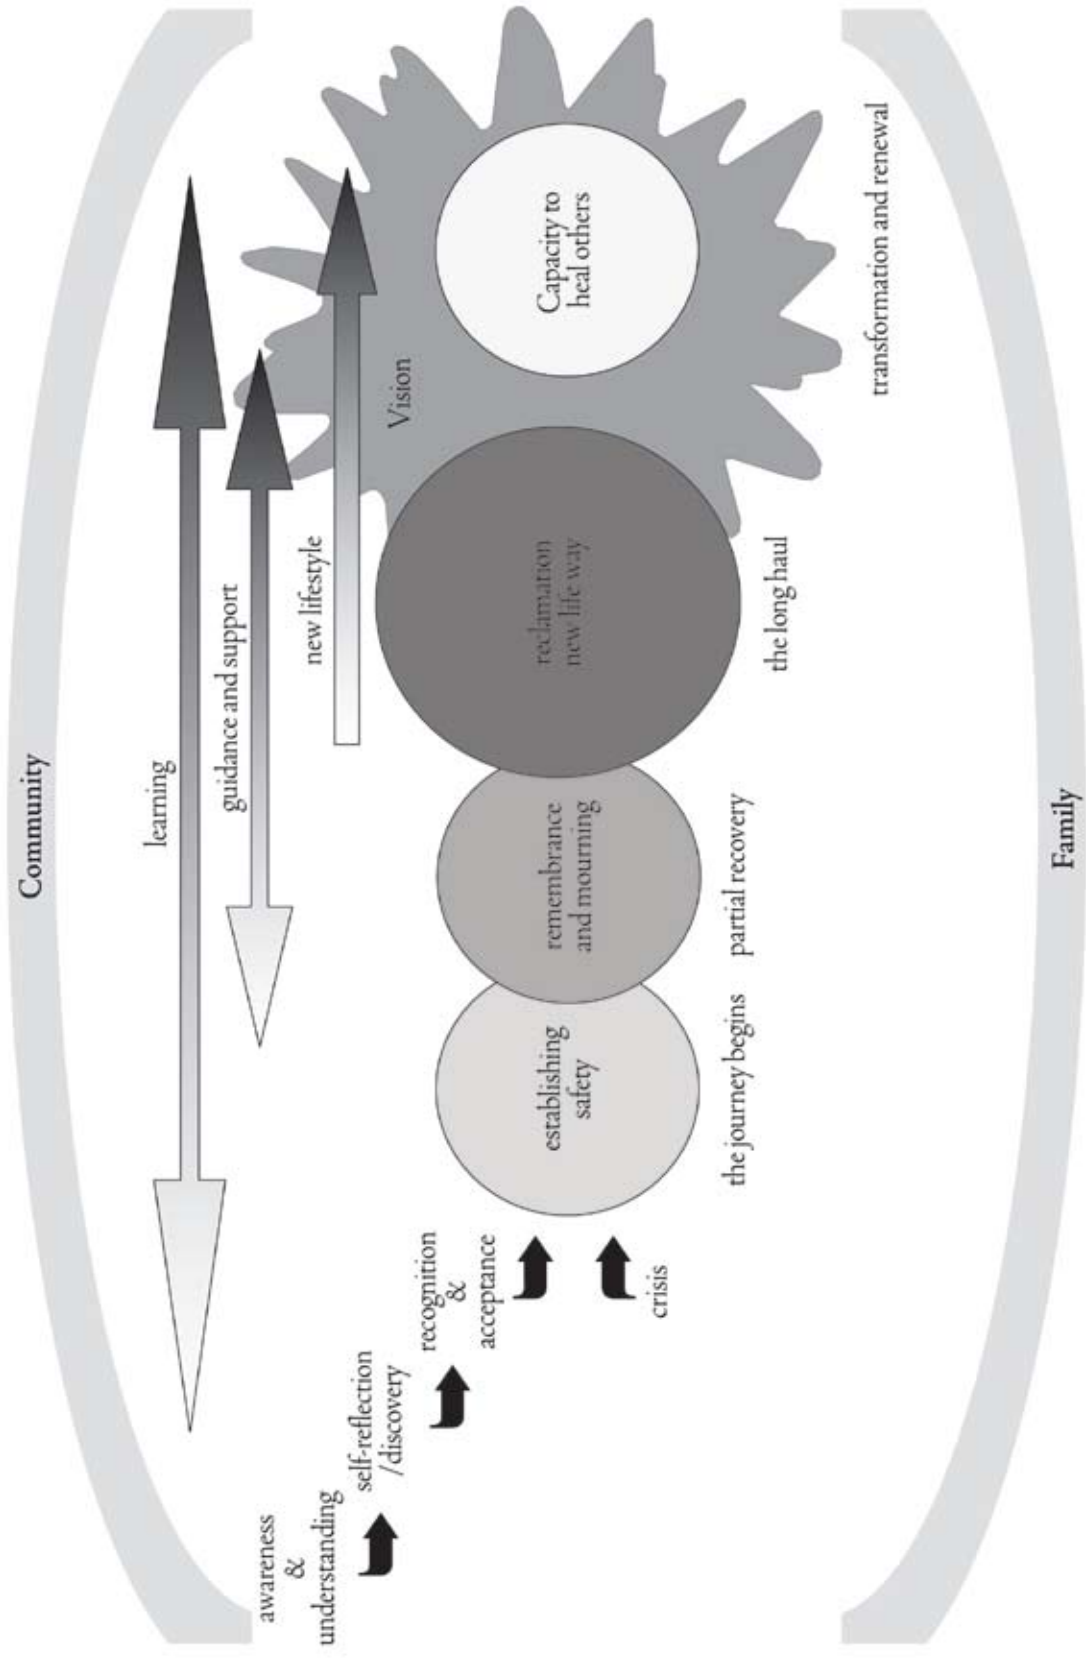 Community
learning
guidance and support
new lifestyle
Vision
awareness
&
understanding
self-reflection
/discovery
recognition
&
acceptance
crisis
establishing
safety
remembrance
and mourning
reclamation
new life way
Capacity to
heal others
the journey begins
partial recovery
the long haul
transformation and renewal
Family